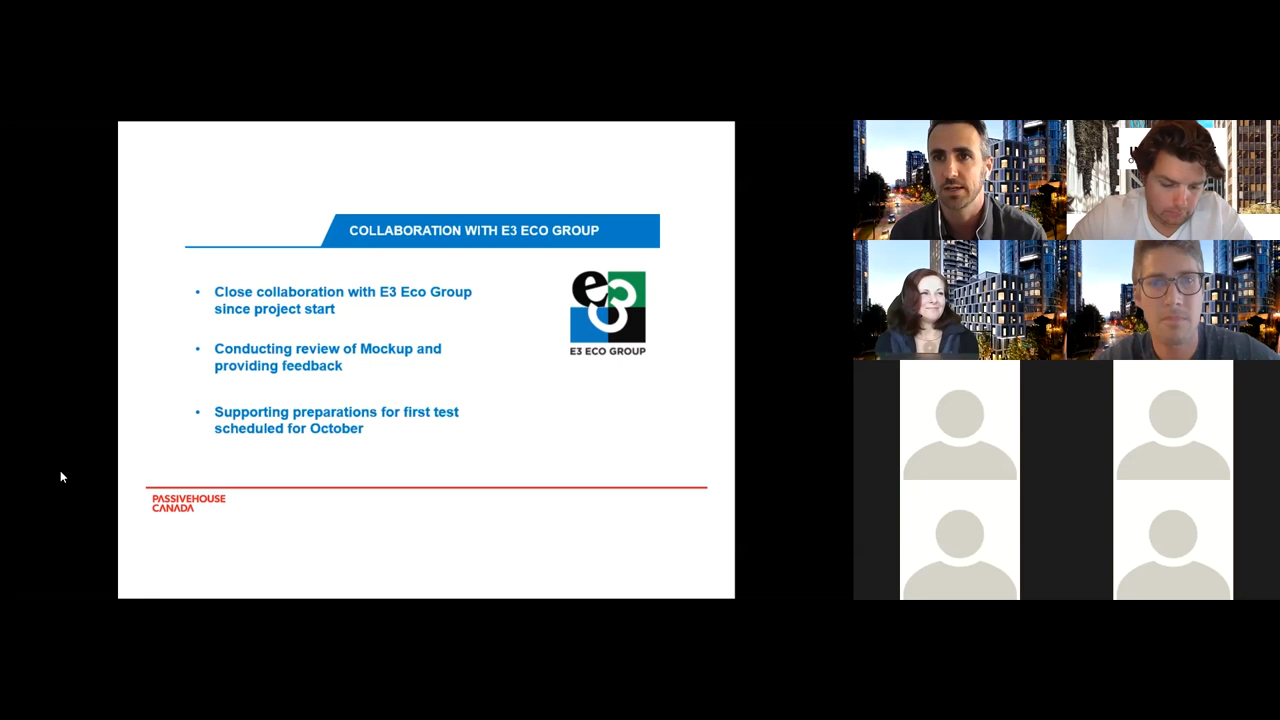 COLLABORATION WITH E3 ECO GROUP
• Close collaboration with E3 Eco Group
since project start
• Conducting review of Mockup and
providing feedback
• Supporting preparations for first test
scheduled for October
e3
E3 ECO GROUP
PASSIVEHOUSE
CANADA